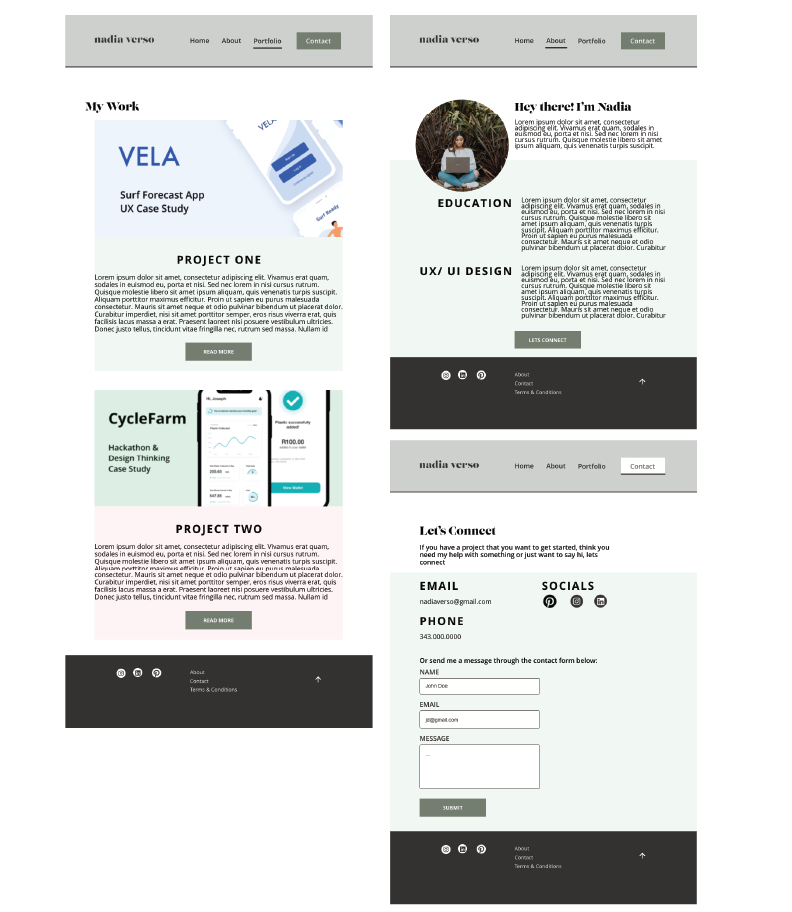 nadia verso
Home
About
Portfolio
Contact
My Work
VELA
Surf Forecast App
UX Case Study
VELA
Surf Ready
PROJECT ONE
Lorem ipsum dolor sit amet, consectetur adipiscing elit. Vivamus erat quam,
sodales in euismod eu, porta et nisi. Sed nec lorem in nisi cursus rutrum.
Quisque molestie libero sit amet ipsum aliquam, quis venenatis turpis suscipit.
Aliquam porttitor maximus efficitur. Proin ut sapien eu purus malesuada
consectetur. Mauris sit amet neque et odio pulvinar bibendum ut placerat dolor.
Curabitur imperdiet, nisi sit amet porttitor semper, eros risus viverra dolor, et
facilisis lacus massa a erat. Praesent laoreet nisi posuere vestibulum ultricies.
Donec justo tellus, tincidunt vitae fringilla nec, rutrum sed massa. Nullam id
READ MORE
CycleFarm
Hackathon &
Design Thinking
Case Study
Hi, Joseph
Plants successfully
added!
R100.00
View Wallet
PROJECT TWO
Lorem ipsum dolor sit amet, consectetur adipiscing elit. Vivamus erat quam,
sodales in euismod eu, porta et nisi. Sed nec lorem in nisi cursus rutrum.
Quisque molestie libero sit amet ipsum aliquam, quis venenatis turpis suscipit.
Aliquam porttitor maximus efficitur. Proin ut sapien eu purus malesuada
consectetur. Mauris sit amet neque et odio pulvinar bibendum ut placerat dolor.
Curabitur imperdiet, nisi sit amet porttitor semper, eros risus viverra dolor, et
facilisis lacus massa a erat. Praesent laoreet nisi posuere vestibulum ultricies.
Donec justo tellus, tincidunt vitae fringilla nec, rutrum sed massa. Nullam id
READ MORE
About
Contact
Terms & Conditions
nadia verso
Home
About
Portfolio
Contact
Hey there! I'm Nadia
Lorem ipsum dolor sit amet, consectetur
adipiscing elit. Vivamus erat quam, sodales in
euismod eu, porta et nisi. Sed nec lorem in nisi
cursus rutrum. Quisque molestie libero sit amet
ipsum aliquam, quis venenatis turpis suscipit.
EDUCATION
Lorem ipsum dolor sit amet, consectetur
adipiscing elit. Vivamus erat quam, sodales in
euismod eu, porta et nisi. Sed nec lorem in nisi
cursus rutrum. Quisque molestie libero sit amet
ipsum aliquam, quis venenatis turpis suscipit.
Aliquam porttitor maximus efficitur.
Proin ut sapien eu purus malesuada
consectetur. Mauris sit amet neque et odio
pulvinar bibendum ut placerat dolor. Curabitur
UX/ UI DESIGN
Lorem ipsum dolor sit amet, consectetur
adipiscing elit. Vivamus erat quam, sodales in
euismod eu, porta et nisi. Sed nec lorem in nisi
cursus rutrum. Quisque molestie libero sit amet
ipsum aliquam, quis venenatis turpis suscipit.
Aliquam porttitor maximus efficitur.
Proin ut sapien eu purus malesuada
consectetur. Mauris sit amet neque et odio
pulvinar bibendum ut placerat dolor. Curabitur
LETS CONNECT
About
Contact
Terms & Conditions
nadia verso
Home
About
Portfolio
Contact
Let's Connect
If you have a project that you want to get started, think you
need my help with something or just want to say hi, lets
connect
EMAIL
nadiaverso@gmail.com
SOCIALS
PHONE
343.000.0000
Or send me a message through the contact form below:
NAME
John Doe
EMAIL
jd@gmail.com
MESSAGE
...
SUBMIT
About
Contact
Terms & Conditions